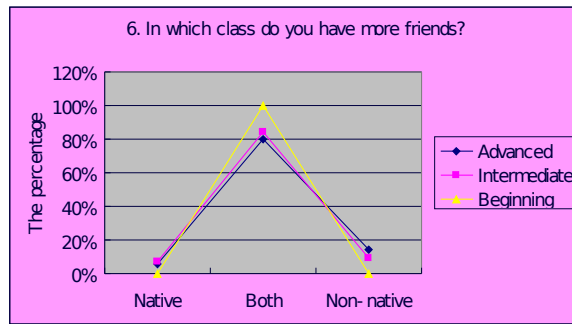 6. In which class do you have more friends?
120%
100%
80%
60%
40%
20%
0%
The percentage
Native
Both
Non- native
Advanced
Intermediate
Beginning